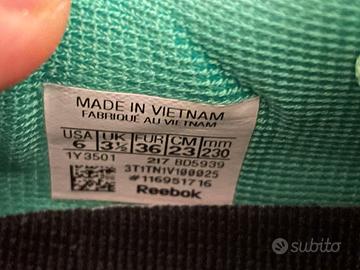 MADE IN VIETNAM
FABRIQUÉ AU VIETNAM
USA UK EUR CM mm
6 3½ 36 23 230
1Y3501 217 BD5939
3T1TN1V100025
#116951716
Reebok
subito